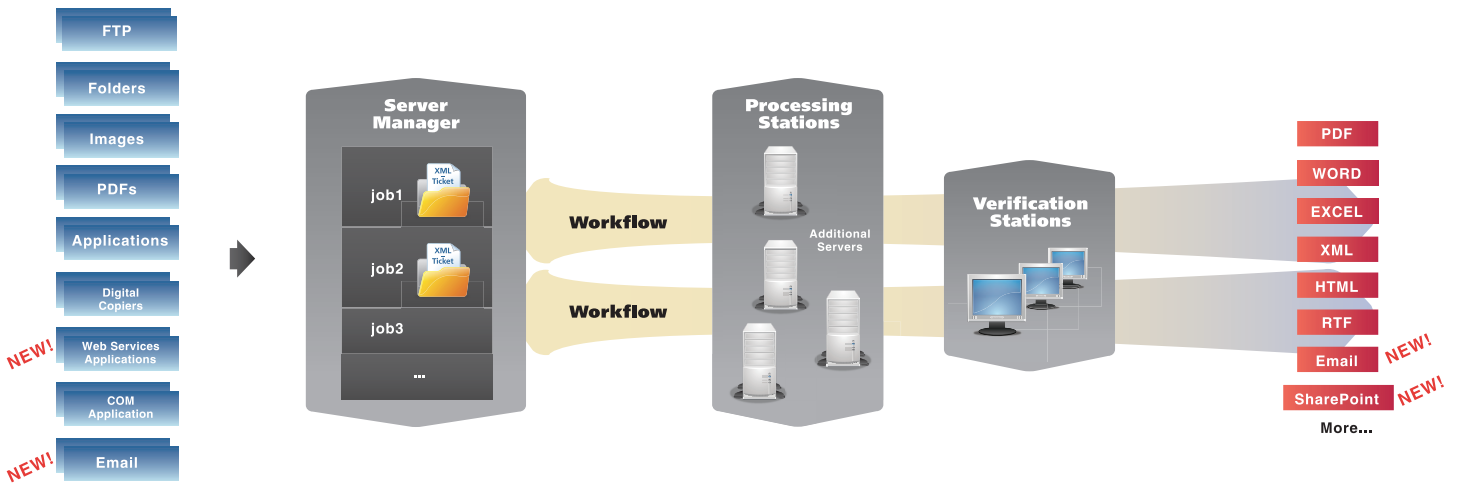 FTP
Folders
Images
PDFs
Applications
Digital
Copiers
NEW!
Web Services
Applications
COM
Application
NEW!
Email
Server
Manager
job1
XML
Ticket
job2
XML
Ticket
job3
...
Workflow
Workflow
Processing
Stations
Additional
Servers
Verification
Stations
PDF
WORD
EXCEL
XML
HTML
RTF
Email
NEW!
SharePoint
NEW!
More...